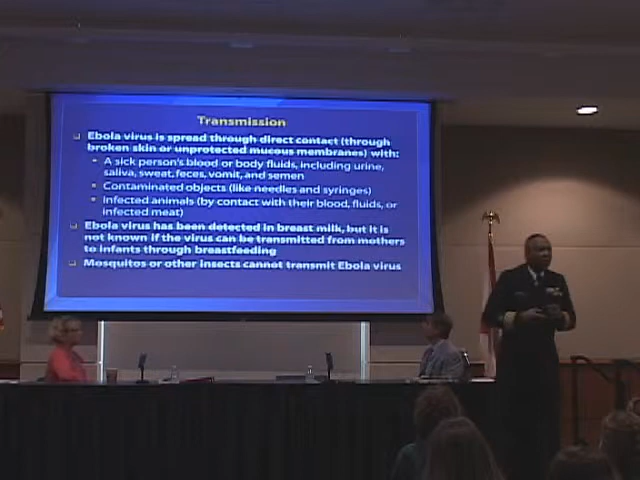 Transmission
Ebola virus is spread through direct contact (through
broken skin or unprotected mucous membranes) with:
A sick person's blood or body fluids, including urine,
saliva, sweat, feces, vomit, and semen
Contaminated objects (like needles and syringes)
Infected animals (by contact with their blood, fluids, or
infected meat)
Ebola virus has been detected in breast milk, but it is
not known if the virus can be transmitted from mothers
to infants through breastfeeding
Mosquitos or other insects cannot transmit Ebola virus